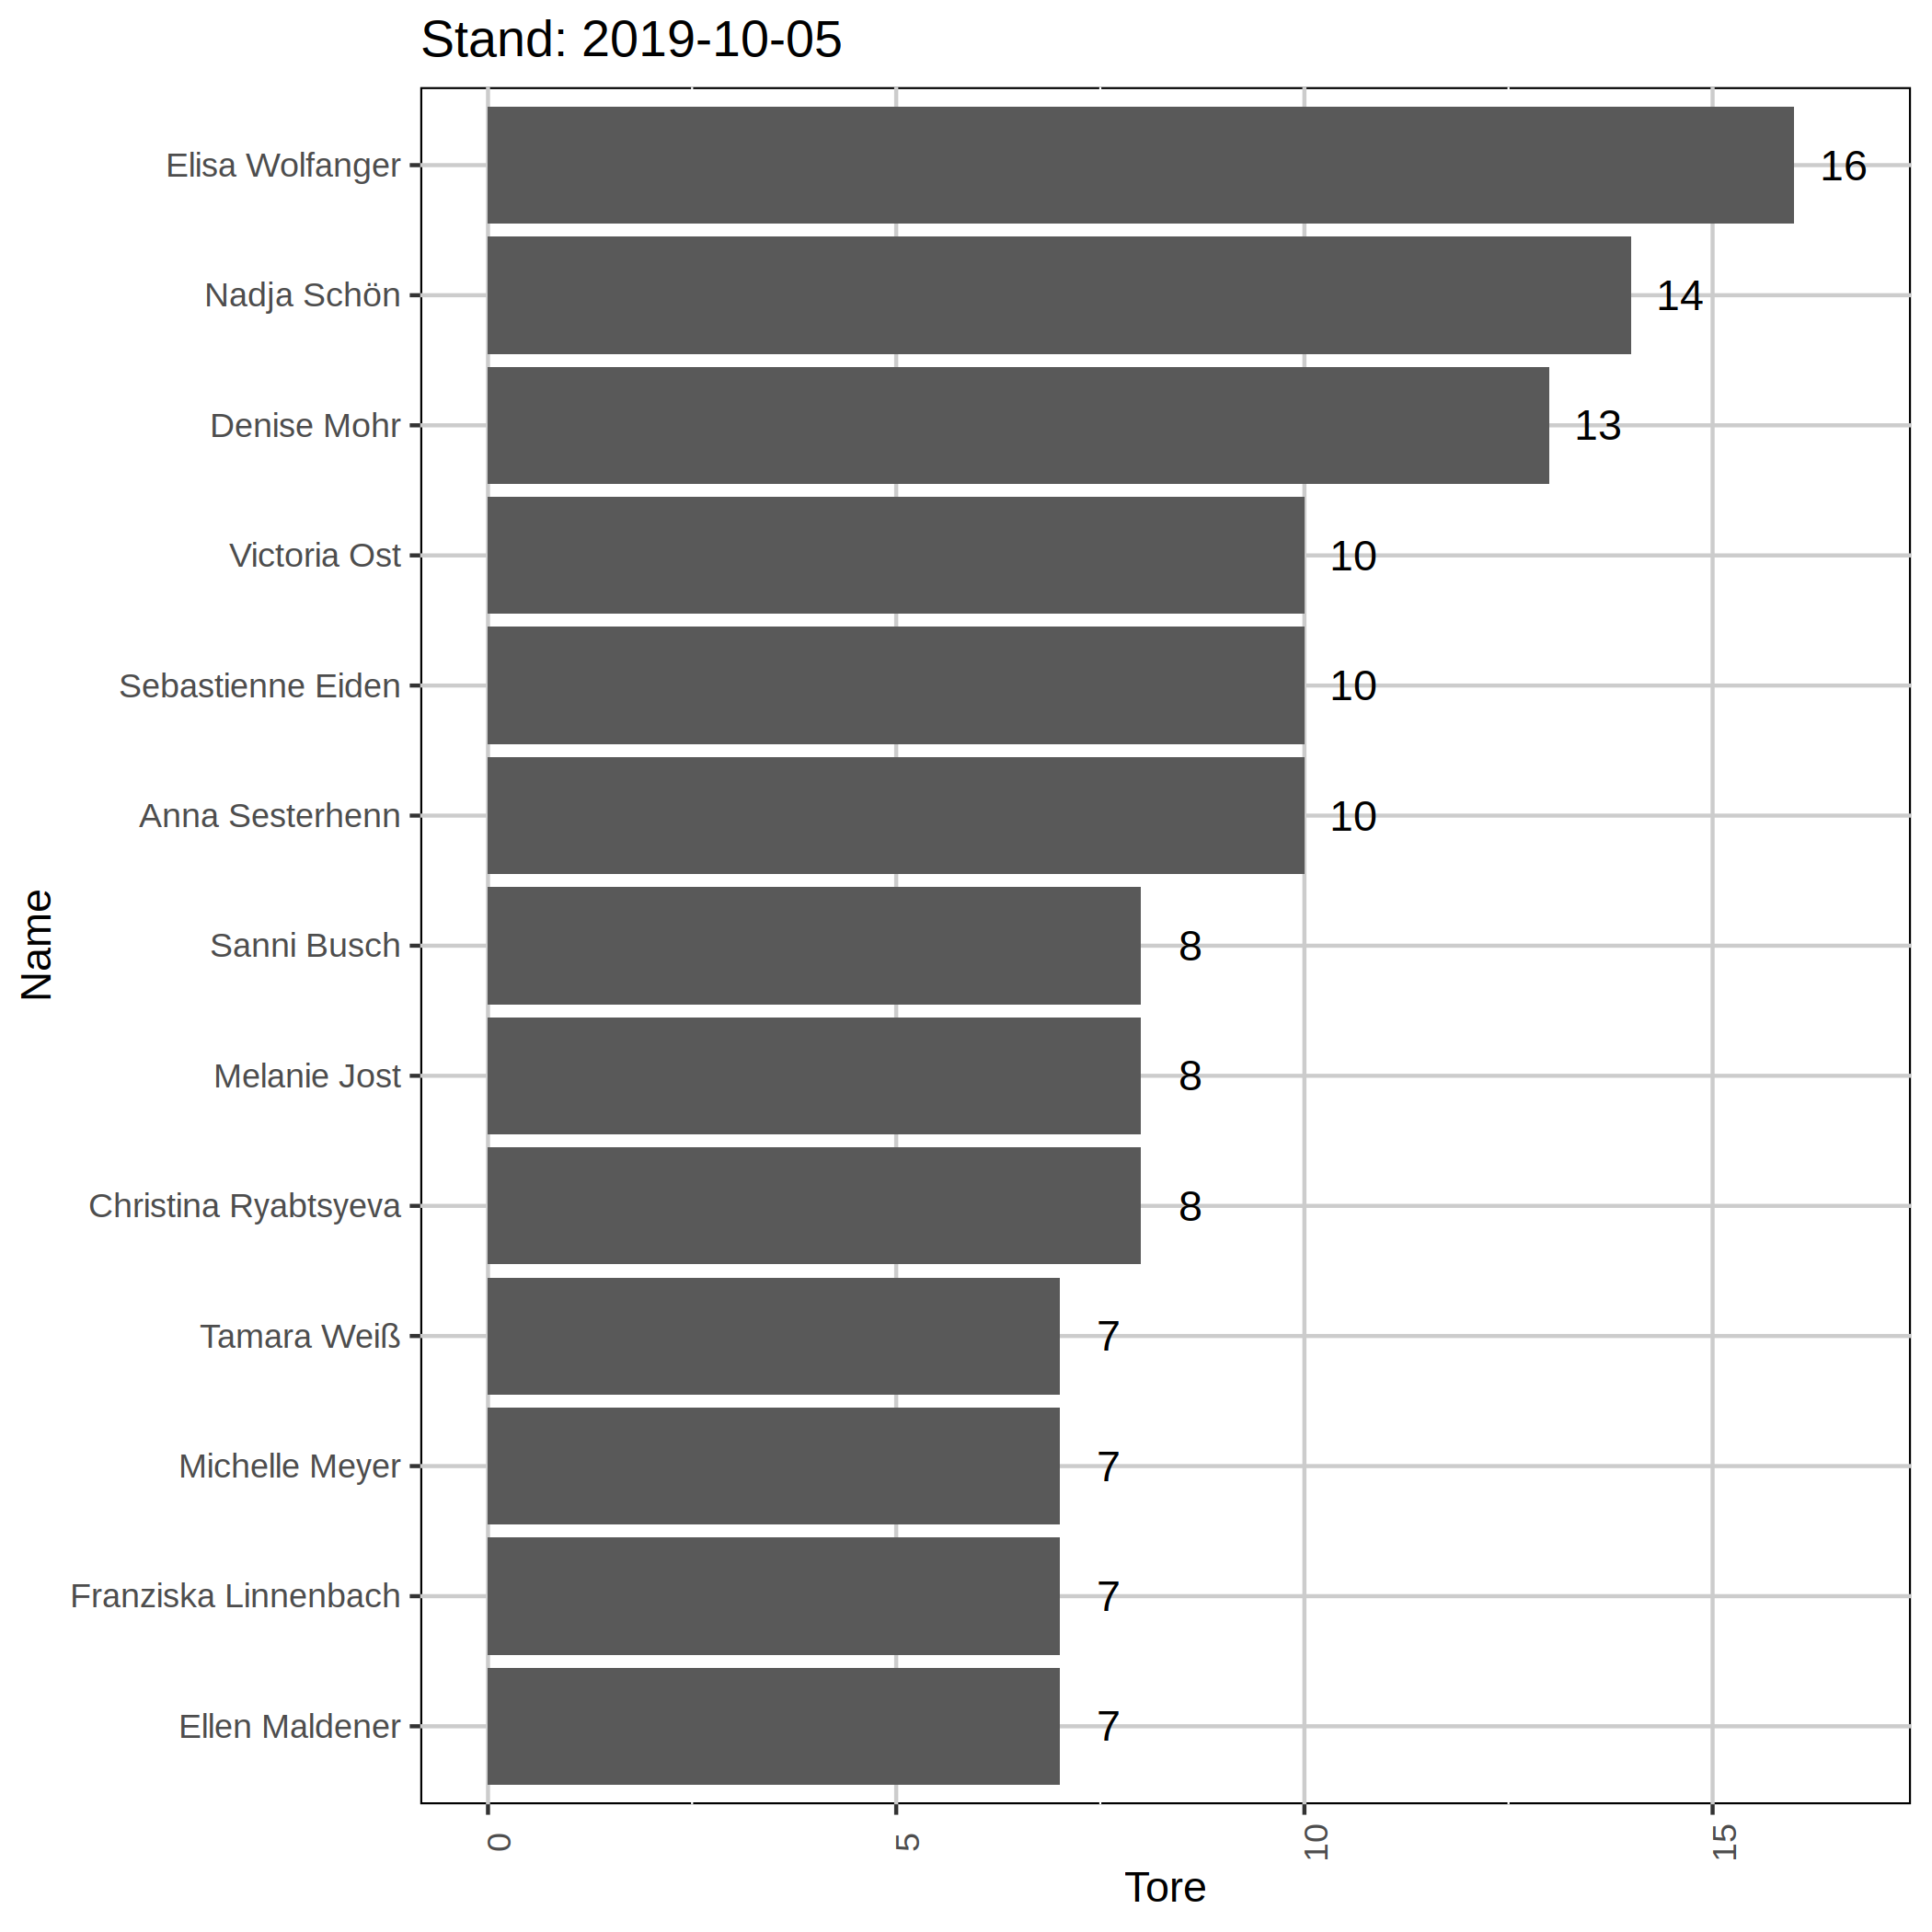 Stand: 2019-10-05
Elisa Wolfanger 16
Nadja Schön 14
Denise Mohr 13
Victoria Ost 10
Sebastienne Eiden 10
Anna Sesterhenn 10
Sanni Busch 8
Melanie Jost 8
Christina Ryabtsyeva 8
Tamara Weiß 7
Michelle Meyer 7
Franziska Linnenbach 7
Ellen Maldener 7
Name
0 5 10 15
Tore